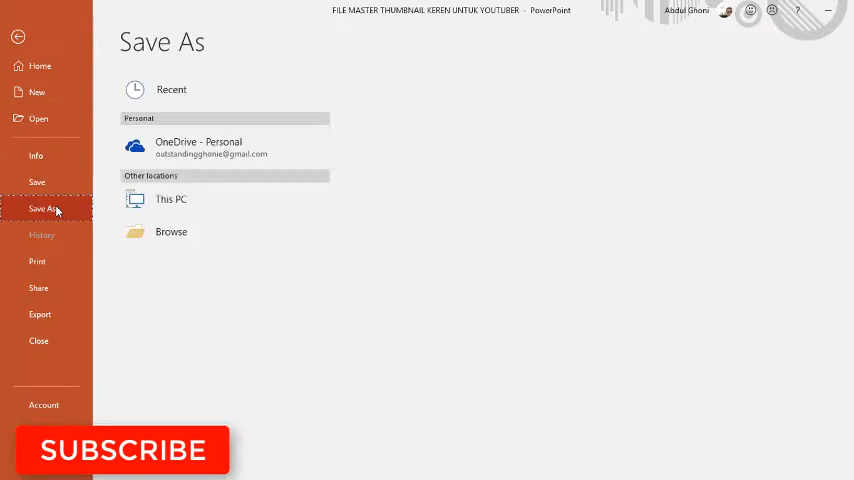 FILE MASTER THUMBNAIL KEREN UNTUK YOUTUBER - PowerPoint
Abdul Ghoni
?
Save As
Home
New
Open
Info
Save
Save As
History
Print
Share
Export
Close
Account
Recent
Personal
OneDrive - Personal
outstandingghonie@gmail.com
Other locations
This PC
Browse
SUBSCRIBE